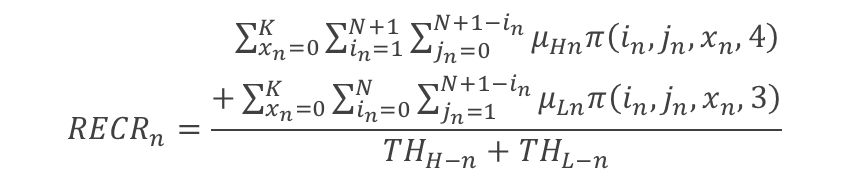 ∑_{x_n=0}^{K} ∑_{i_n=1}^{N+1} ∑_{j_n=0}^{N+1−i_n} μ_{Hn}π(i_n, j_n, x_n, 4)
+ ∑_{x_n=0}^{K} ∑_{i_n=0}^{N} ∑_{j_n=1}^{N+1−i_n} μ_{Ln}π(i_n, j_n, x_n, 3)
RECR_n =
TH_{H−n} + TH_{L−n}